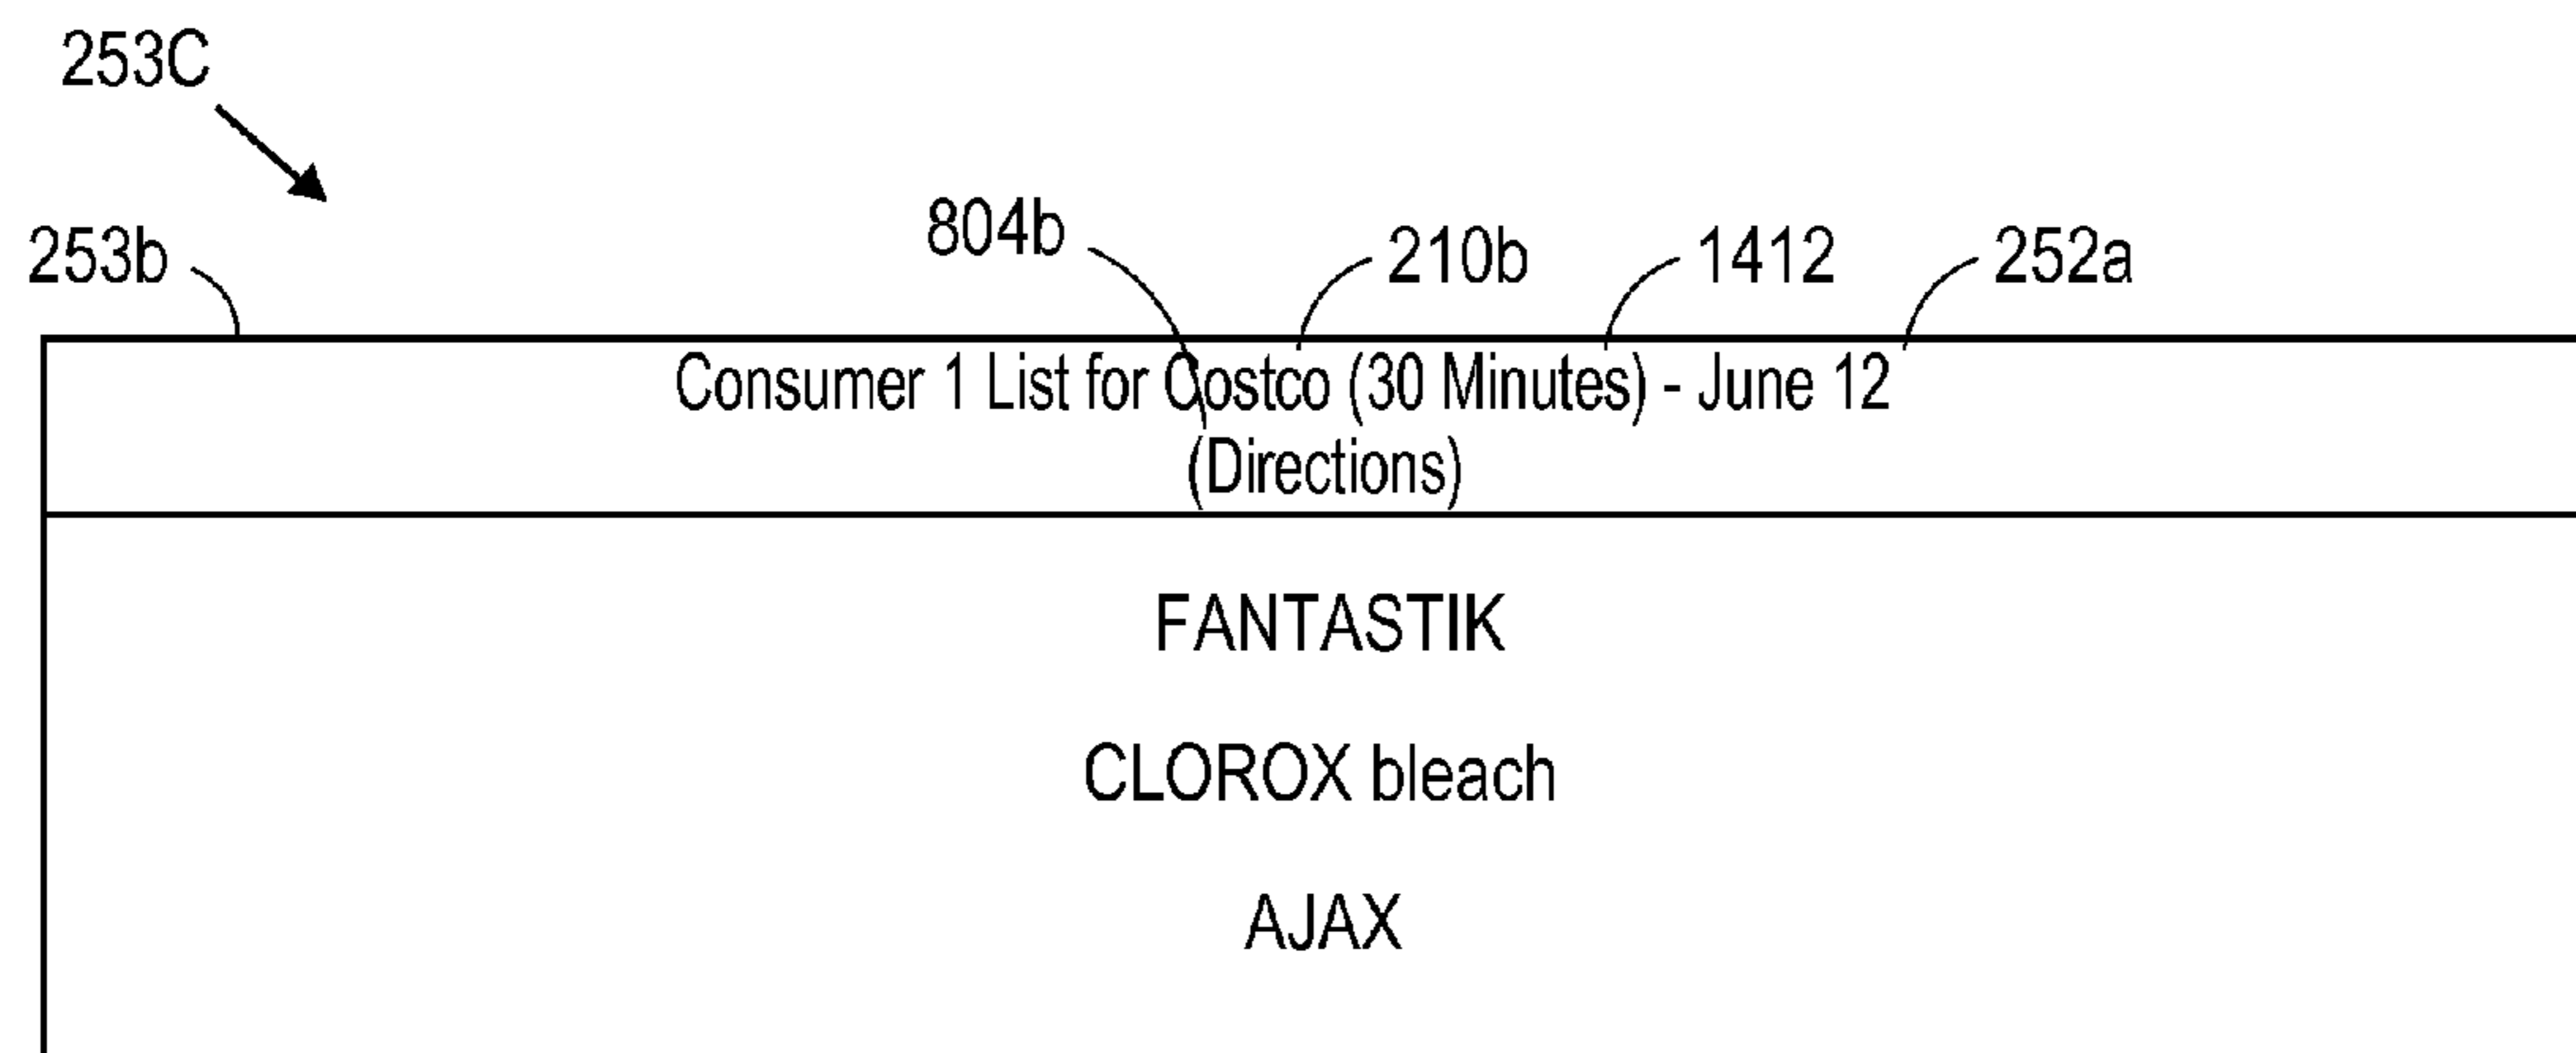 253C
253b 804b 210b 1412 252a
Consumer 1 List for Costco (30 Minutes) - June 12
(Directions)
FANTASTIK
CLOROX bleach
AJAX